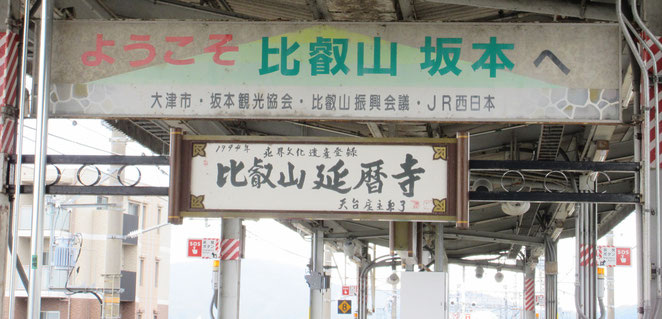 ようこそ 比叡山 坂本へ
大津市・坂本観光協会・比叡山振興会議・JR西日本
1994年 世界文化遺産登録
比叡山 延暦寺
天台座主
SOS
SOS
6